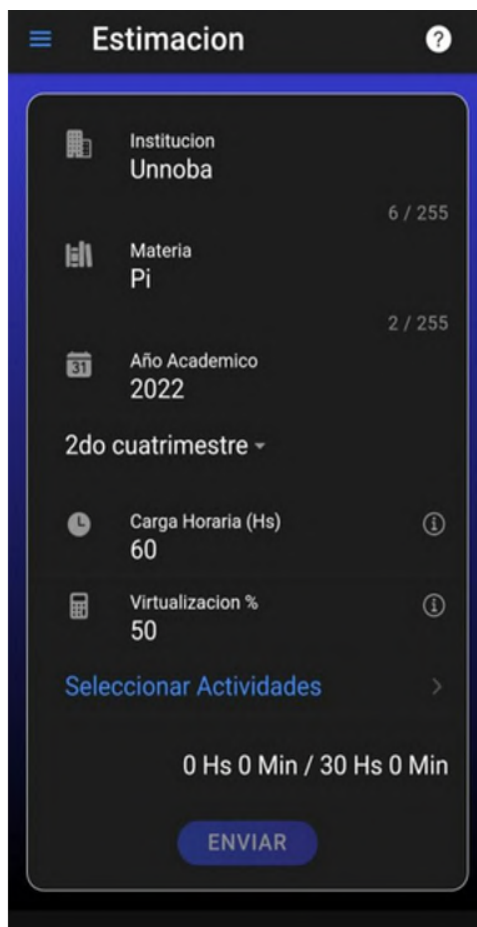 Estimacion
Institucion
Unnoba
6 / 255
Materia
Pi
2 / 255
31
Año Academico
2022
2do cuatrimestre
Carga Horaria (Hs)
60
Virtualizacion %
50
Seleccionar Actividades
0 Hs 0 Min / 30 Hs 0 Min
ENVIAR